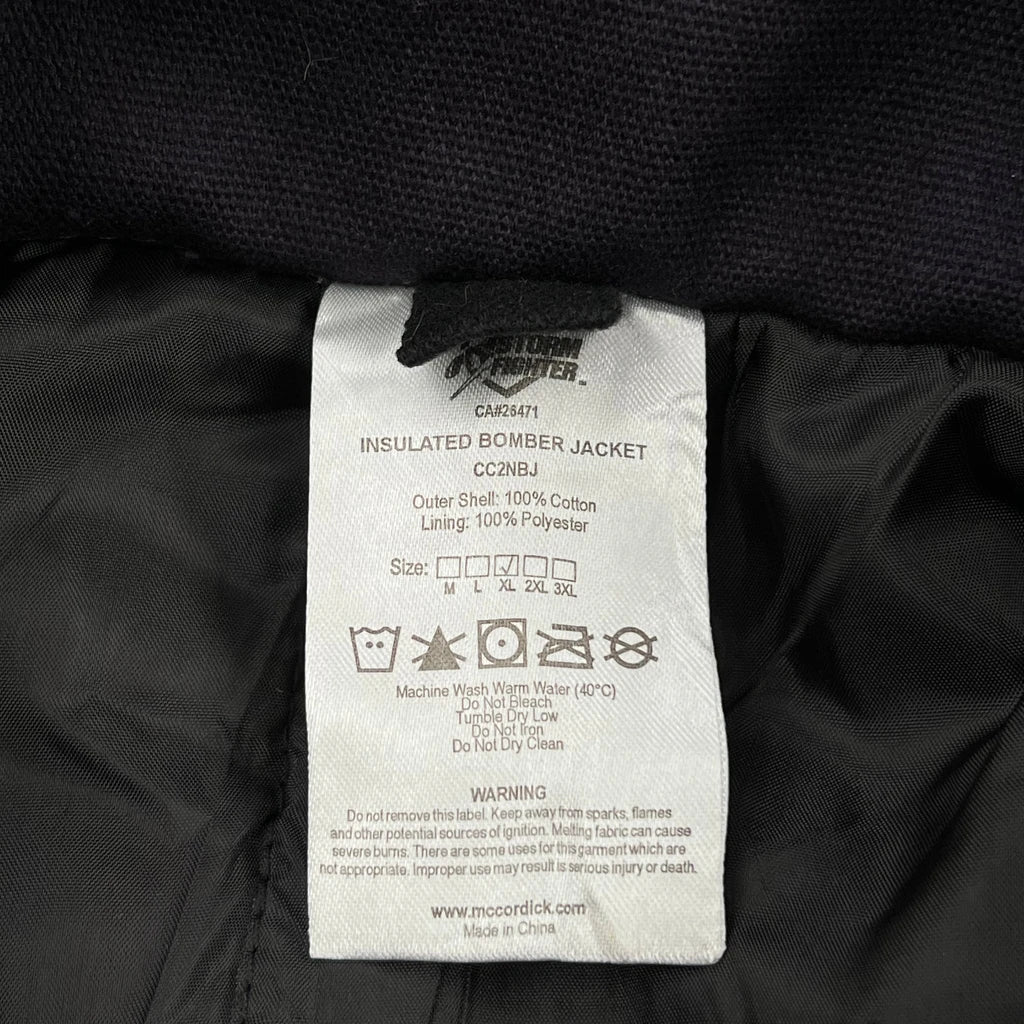 STORM
FIGHTER™
CA#26471
INSULATED BOMBER JACKET
CC2NBJ
Outer Shell: 100% Cotton
Lining: 100% Polyester
Size:
M L XL 2XL 3XL
Machine Wash Warm Water (40°C)
Do Not Bleach
Tumble Dry Low
Do Not Iron
Do Not Dry Clean
WARNING
Do not remove this label. Keep away from sparks, flames
and other potential sources of ignition. Melting fabric can cause
severe burns. There are some uses for this garment which are
not appropriate. Improper use may result is serious injury or death.
www.mccordick.com
Made in China